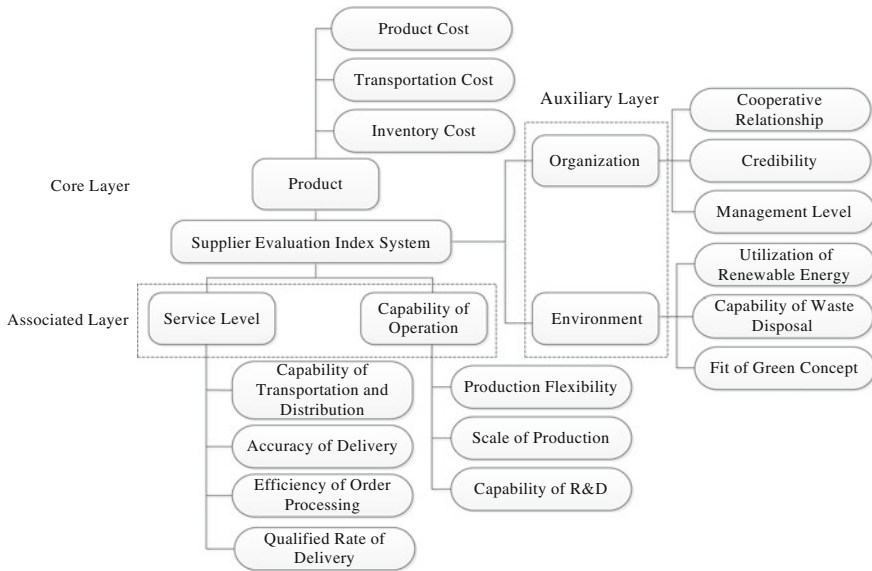 Product Cost
Transportation Cost
Inventory Cost
Auxiliary Layer
Cooperative
Relationship
Organization
Credibility
Core Layer
Product
Management Level
Supplier Evaluation Index System
Utilization of
Renewable Energy
Associated Layer
Service Level
Capability of
Operation
Environment
Capability of Waste
Disposal
Fit of Green Concept
Capability of
Transportation and
Distribution
Accuracy of Delivery
Efficiency of Order
Processing
Qualified Rate of
Delivery
Production Flexibility
Scale of Production
Capability of R&D